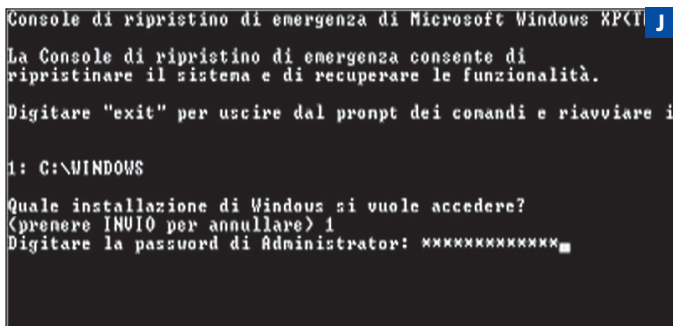 Console di ripristino di emergenza di Microsoft Windows XP(T
J
La Console di ripristino di emergenza consente di
ripristinare il sistema e di recuperare le funzionalità.
Digitare "exit" per uscire dal prompt dei comandi e riavviare i
1: C:\WINDOWS
Quale installazione di Windows si vuole accedere?
(premere INVIO per annullare) 1
Digitare la password di Administrator: *************